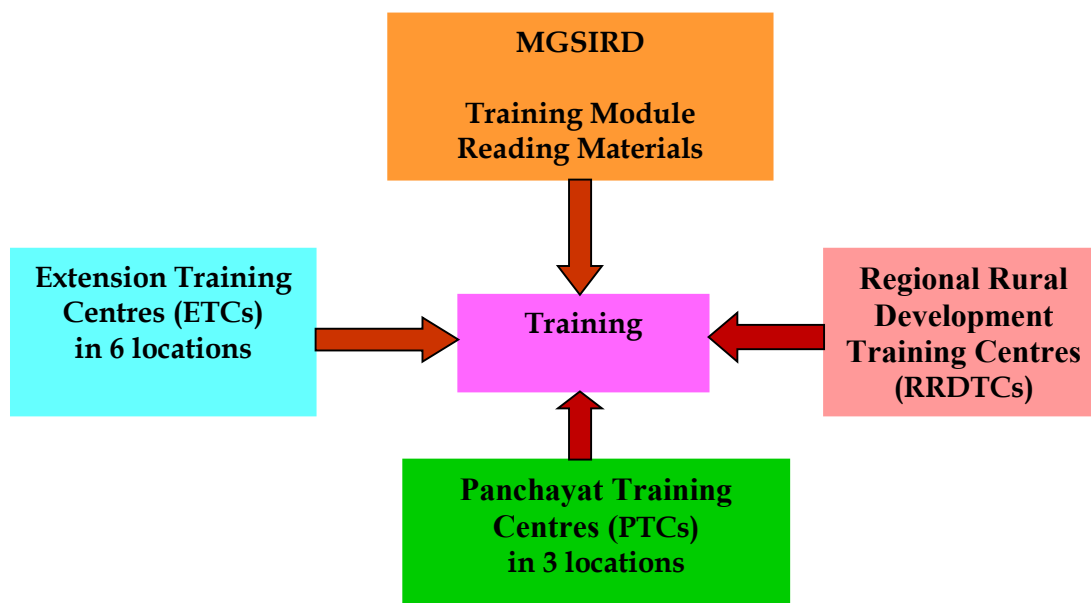 MGSIRD
Training Module
Reading Materials
Extension Training
Centres (ETCs)
in 6 locations
Training
Regional Rural
Development
Training Centres
(RRDTCs)
Panchayat Training
Centres (PTCs)
in 3 locations